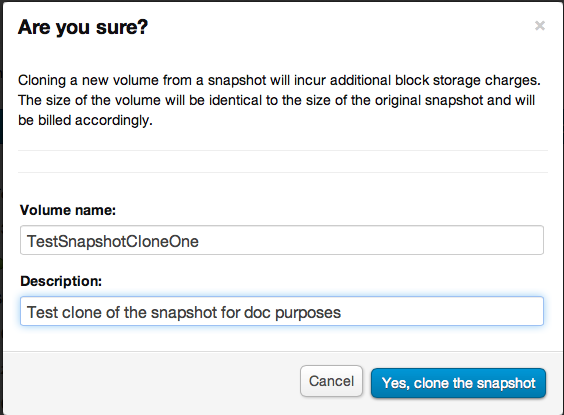 Are you sure?
×
Cloning a new volume from a snapshot will incur additional block storage charges.
The size of the volume will be identical to the size of the original snapshot and will
be billed accordingly.
Volume name:
TestSnapshotCloneOne
Description:
Test clone of the snapshot for doc purposes
Cancel
Yes, clone the snapshot